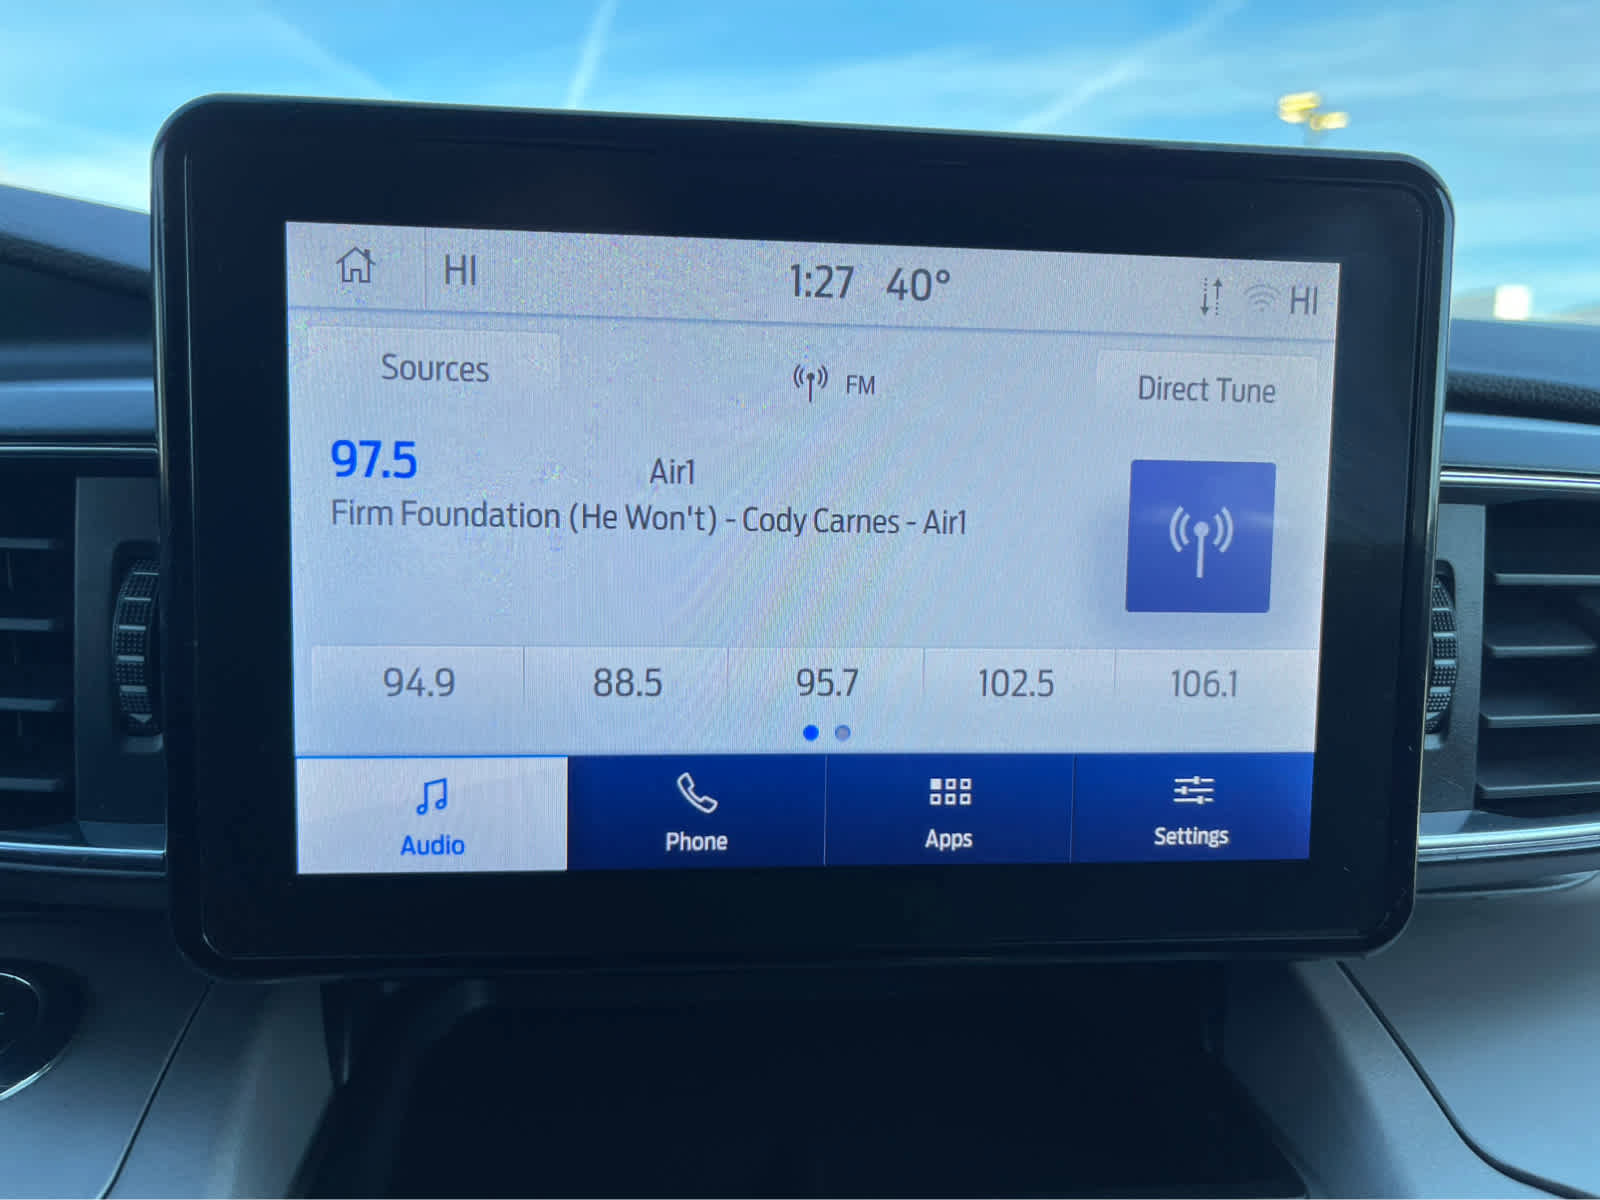 HI 1:27 40° HI
Sources FM Direct Tune
97.5 Air1
Firm Foundation (He Won't) - Cody Carnes - Air1
94.9 88.5 95.7 102.5 106.1
Audio Phone Apps Settings